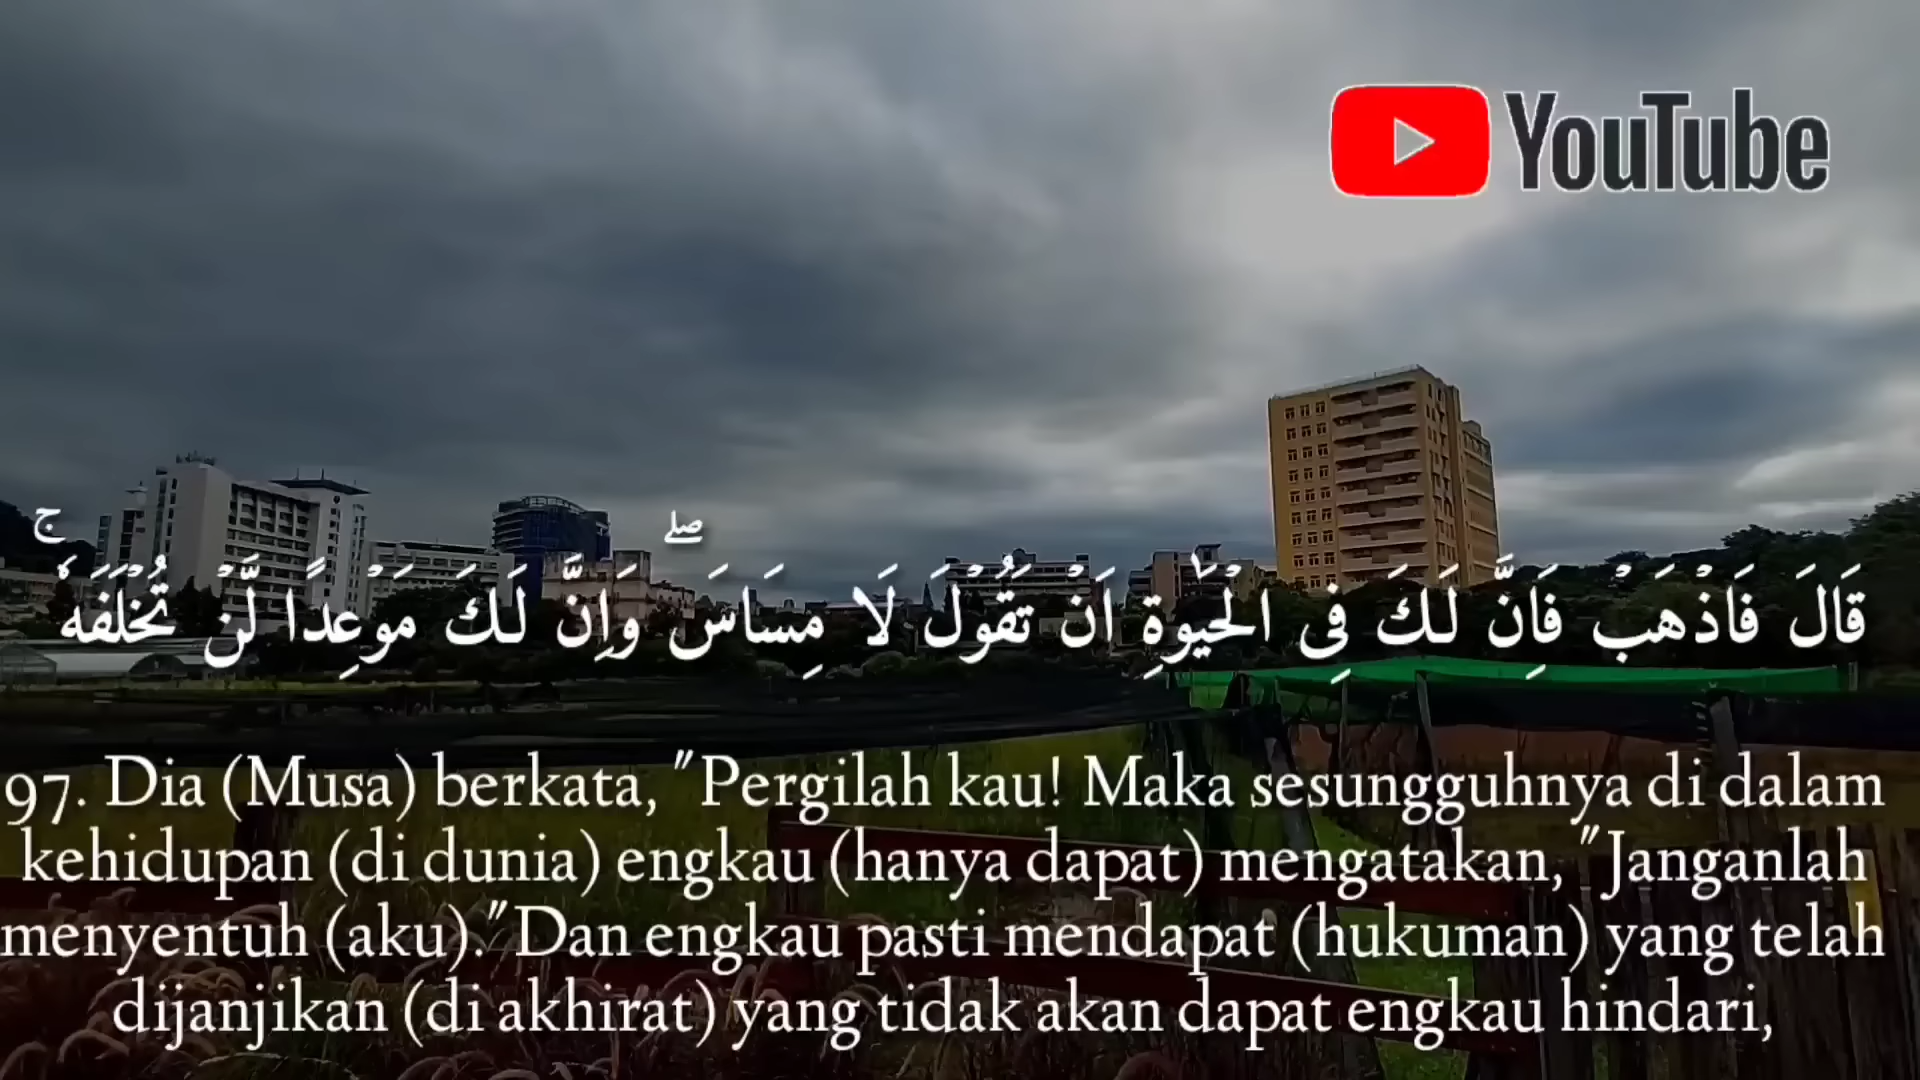 YouTube
قَالَ فَاذْهَبْ فَاِنَّ لَكَ فِى الْحَيٰوةِ اَنْ تَقُوْلَ لَا مِسَاسَۖ وَاِنَّ لَكَ مَوْعِدًا لَّنْ تُخْلَفَهٗۚ
97. Dia (Musa) berkata, "Pergilah kau! Maka sesungguhnya di dalam
kehidupan (di dunia) engkau (hanya dapat) mengatakan, "Janganlah
menyentuh (aku)."Dan engkau pasti mendapat (hukuman) yang telah
dijanjikan (di akhirat) yang tidak akan dapat engkau hindari,